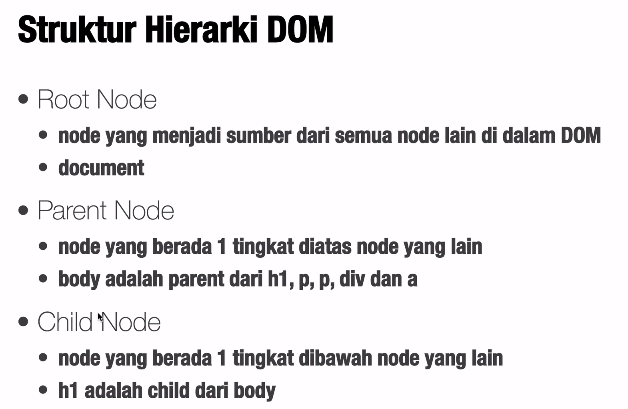 Struktur Hierarki DOM
• Root Node
• node yang menjadi sumber dari semua node lain di dalam DOM
• document
• Parent Node
• node yang berada 1 tingkat diatas node yang lain
• body adalah parent dari h1, p, p, div dan a
• Child Node
• node yang berada 1 tingkat dibawah node yang lain
• h1 adalah child dari body